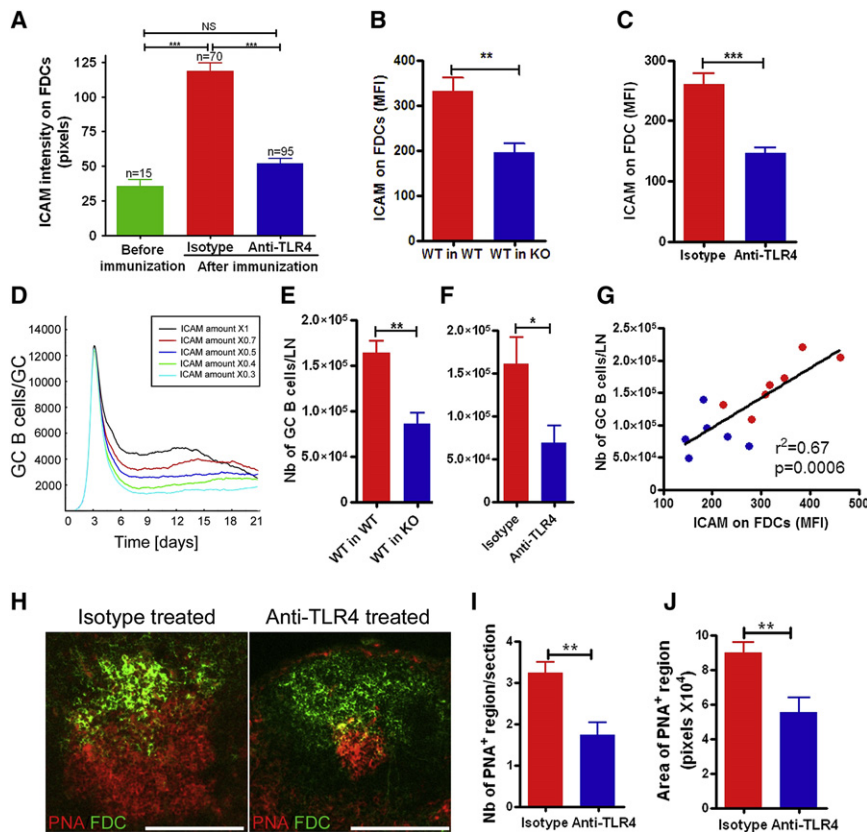 A
NS
***
***
ICAM intensity on FDCs
(pixels)
125
100
75
50
25
0
n=15
n=70
n=95
Before
immunization
Isotype
Anti-TLR4
After immunization
B
**
ICAM on FDCs (MFI)
400
300
200
100
0
WT in WT
WT in KO
C
***
ICAM on FDC (MFI)
300
200
100
0
Isotype
Anti-TLR4
D
GC B cells/GC
14000
12000
10000
8000
6000
4000
2000
ICAM amount X1
ICAM amount X0.7
ICAM amount X0.5
ICAM amount X0.4
ICAM amount X0.3
0 3 6 9 12 15 18 21
Time [days]
E
**
Nb of GC B cells/LN
2.0×10⁵
1.5×10⁵
1.0×10⁵
5.0×10⁴
0
WT in WT
WT in KO
F
*
2.0×10⁵
1.5×10⁵
1.0×10⁵
5.0×10⁴
0
Isotype
Anti-TLR4
G
Nb of GC B cells/LN
2.5×10⁵
2.0×10⁵
1.5×10⁵
1.0×10⁵
5.0×10⁴
0
r²=0.67
p=0.0006
100 200 300 400 500
ICAM on FDCs (MFI)
H
Isotype treated
Anti-TLR4 treated
PNA FDC
PNA FDC
I
**
Nb of PNA⁺ region/section
4
3
2
1
0
Isotype Anti-TLR4
J
**
Area of PNA⁺ region
(pixels X10⁴)
10
8
6
4
2
0
Isotype Anti-TLR4